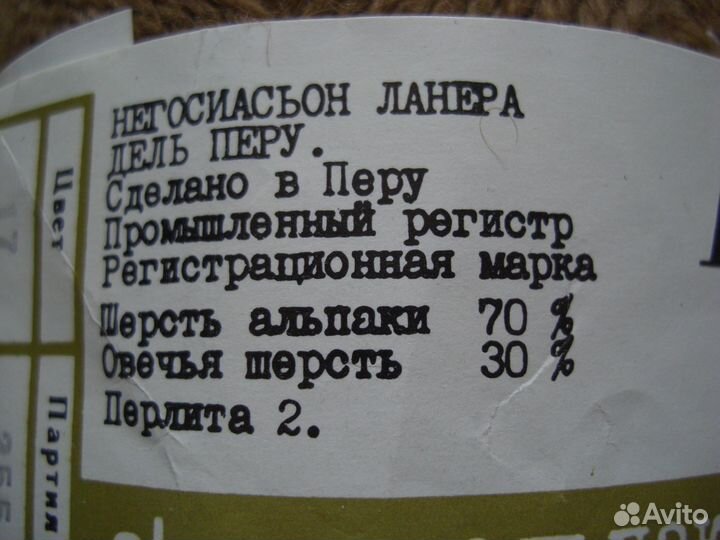 НЕГОСИАСЬОН ЛАНЕРА
ДЕЛЬ ПЕРУ.
Сделано в Перу
Промышленный регистр
Регистрационная марка
Шерсть альпаки 70 %
Овечья шерсть 30 %
Перлита 2.
Цвет
17
Партия
Avito